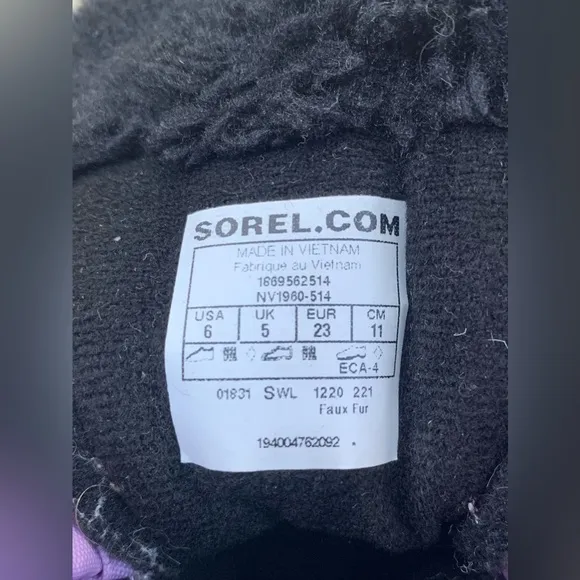 SOREL.COM
MADE IN VIETNAM
Fabriqué au Vietnam
1869562514
NV1960-514
USA UK EUR CM
6 5 23 11
ECA-4
01831 SWL 1220 221
Faux Fur
194004762092